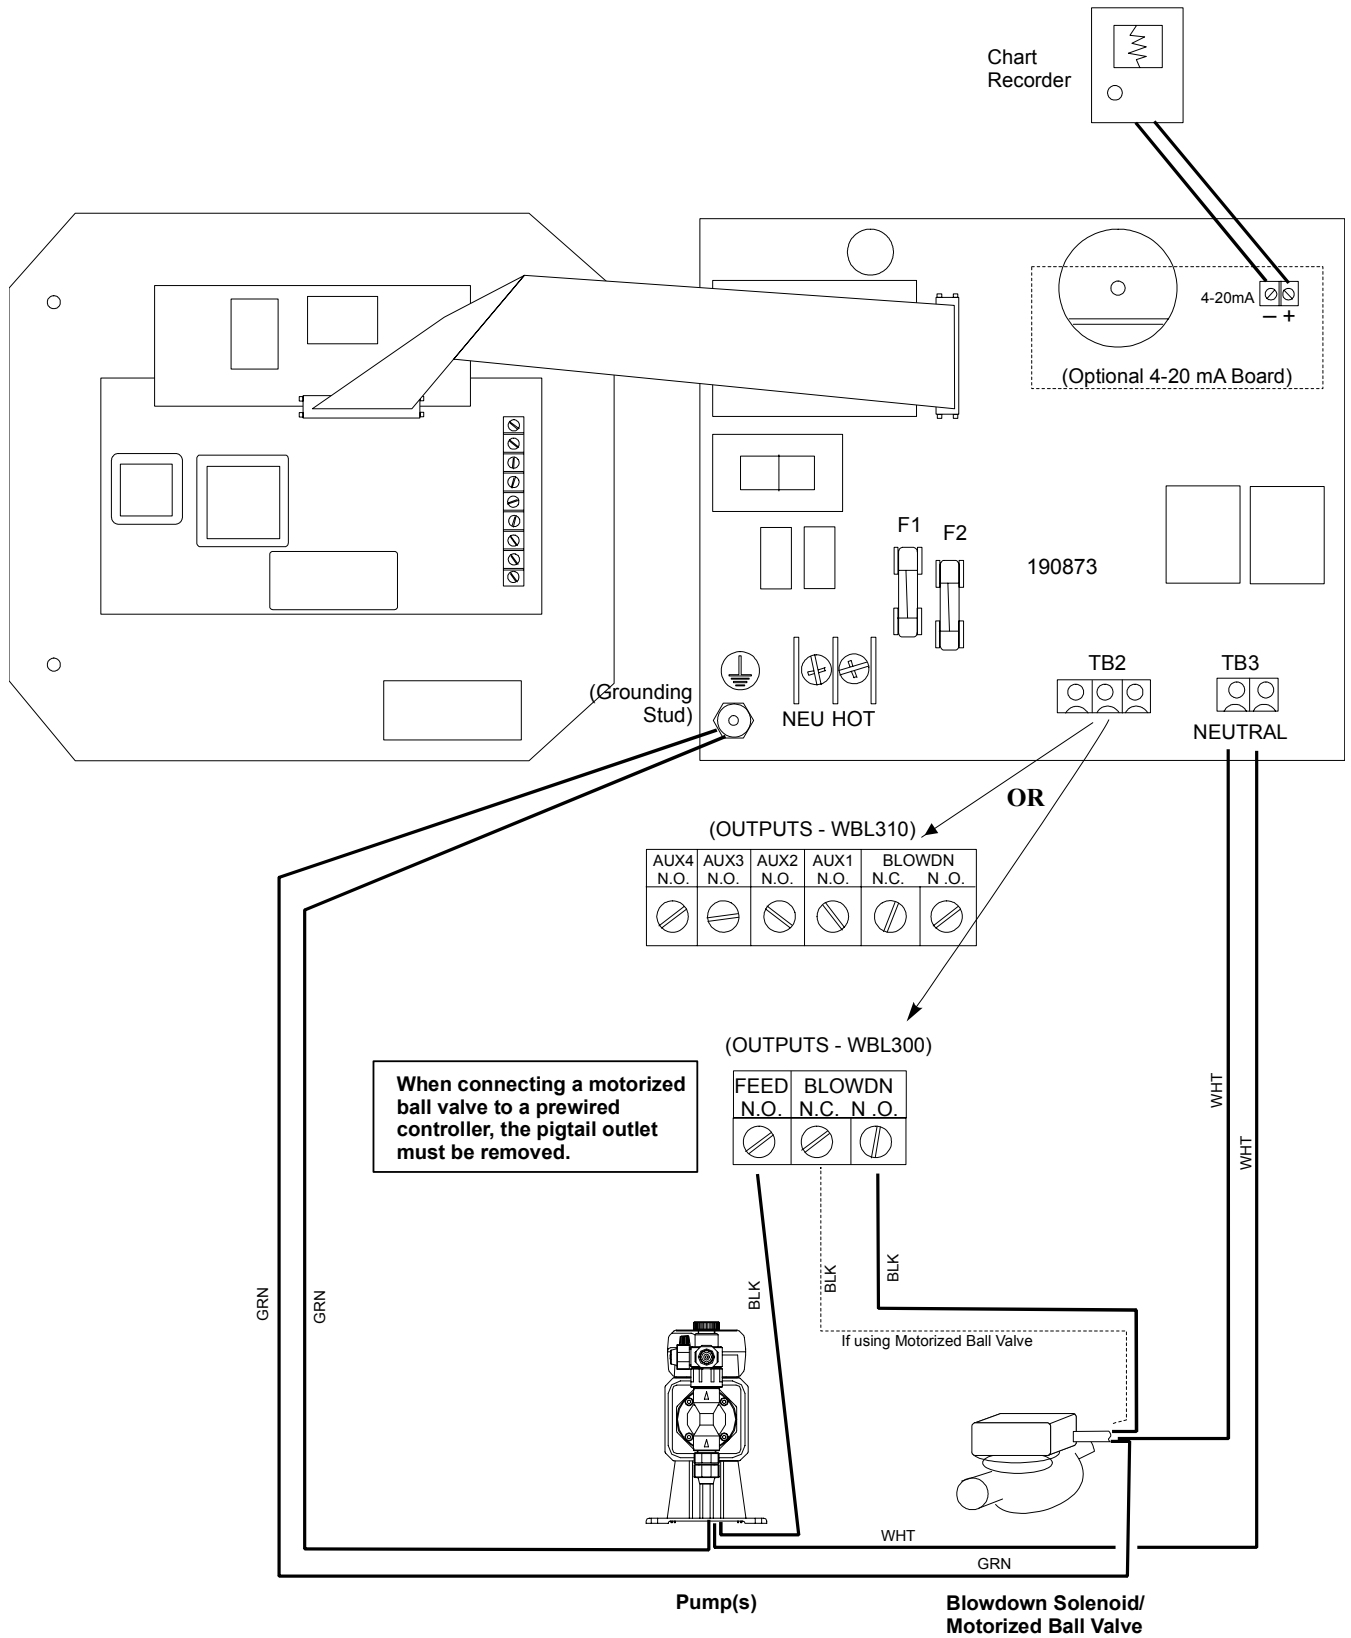 Chart
Recorder
4-20mA
– +
(Optional 4-20 mA Board)
F1
F2
190873
TB2
TB3
(Grounding
Stud)
NEU HOT
NEUTRAL
OR
(OUTPUTS - WBL310)
AUX4 AUX3 AUX2 AUX1 BLOWDN
N.O. N.O. N.O. N.O. N.C. N .O.
(OUTPUTS - WBL300)
When connecting a motorized
ball valve to a prewired
controller, the pigtail outlet
must be removed.
FEED BLOWDN
N.O. N.C. N .O.
WHT
WHT
GRN
GRN
BLK
BLK
BLK
If using Motorized Ball Valve
WHT
GRN
Pump(s)
Blowdown Solenoid/
Motorized Ball Valve